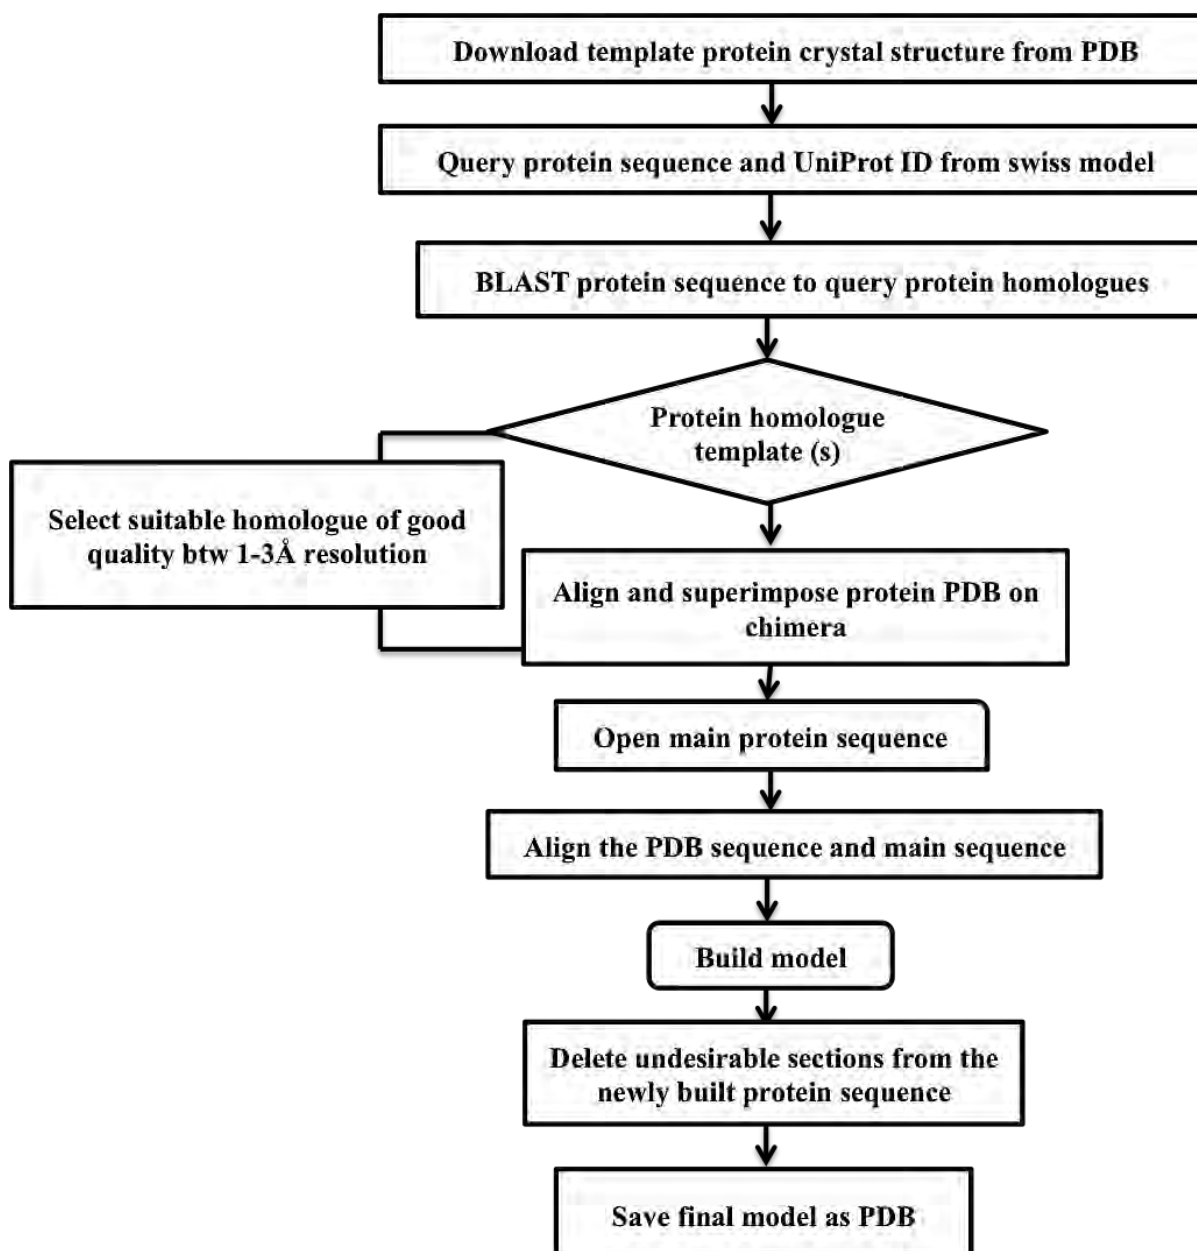 Download template protein crystal structure from PDB
Query protein sequence and UniProt ID from swiss model
BLAST protein sequence to query protein homologues
Protein homologue
template (s)
Select suitable homologue of good
quality btw 1-3Å resolution
Align and superimpose protein PDB on
chimera
Open main protein sequence
Align the PDB sequence and main sequence
Build model
Delete undesirable sections from the
newly built protein sequence
Save final model as PDB